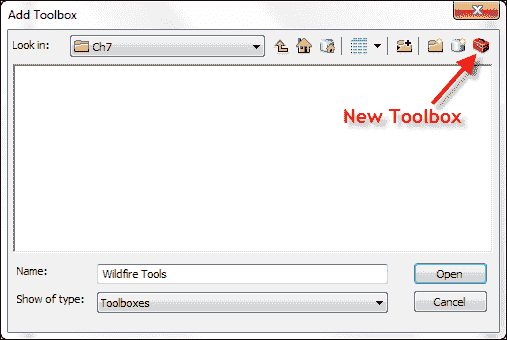 Add Toolbox
Look in: Ch7
New Toolbox
Name: Wildfire Tools Open
Show of type: Toolboxes Cancel